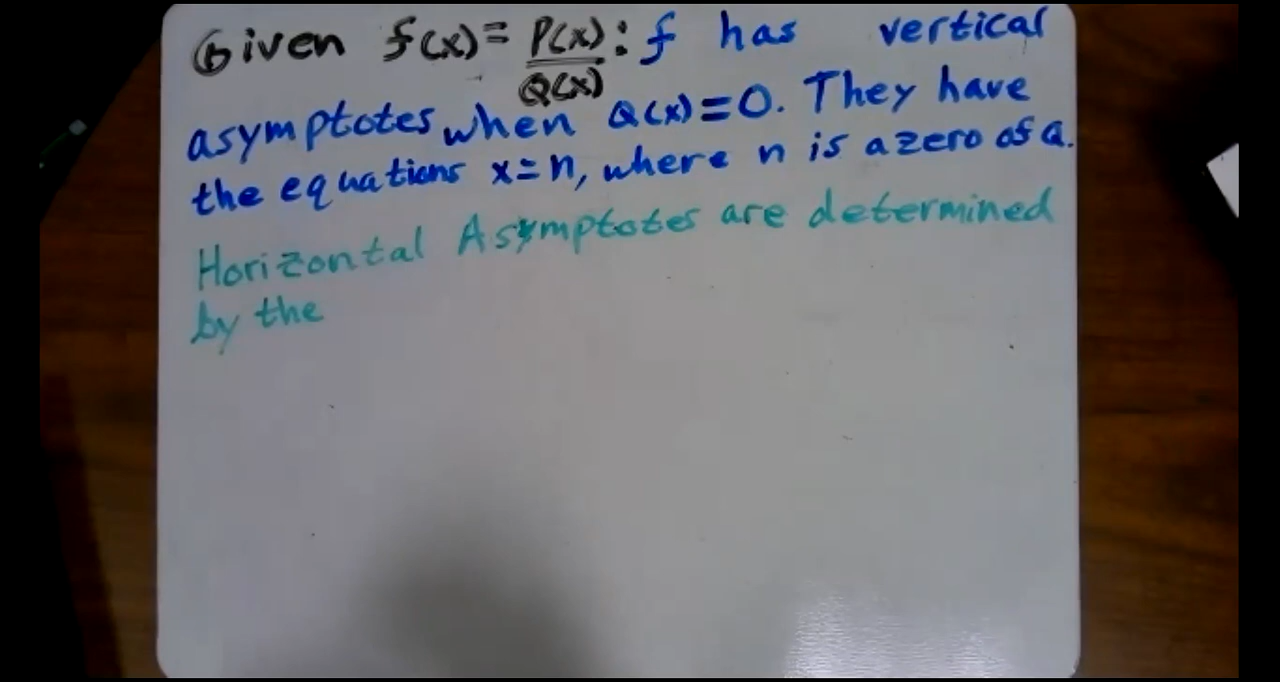 Given f(x) = P(x)/Q(x) : f has vertical
asymptotes when Q(x)=0. They have
the equations x=n, where n is a zero of Q.
Horizontal Asymptotes are determined
by the